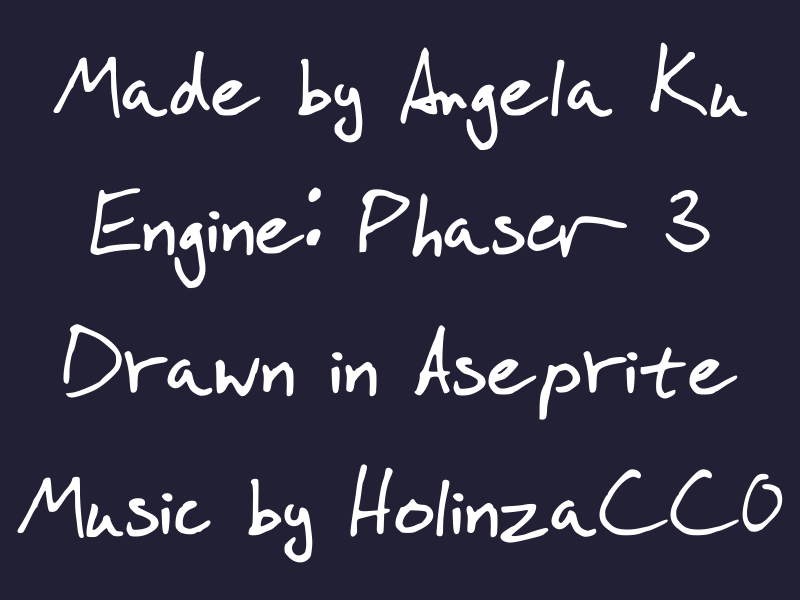 Made by Angela Ku
Engine: Phaser 3
Drawn in Aseprite
Music by HolinzaCC0